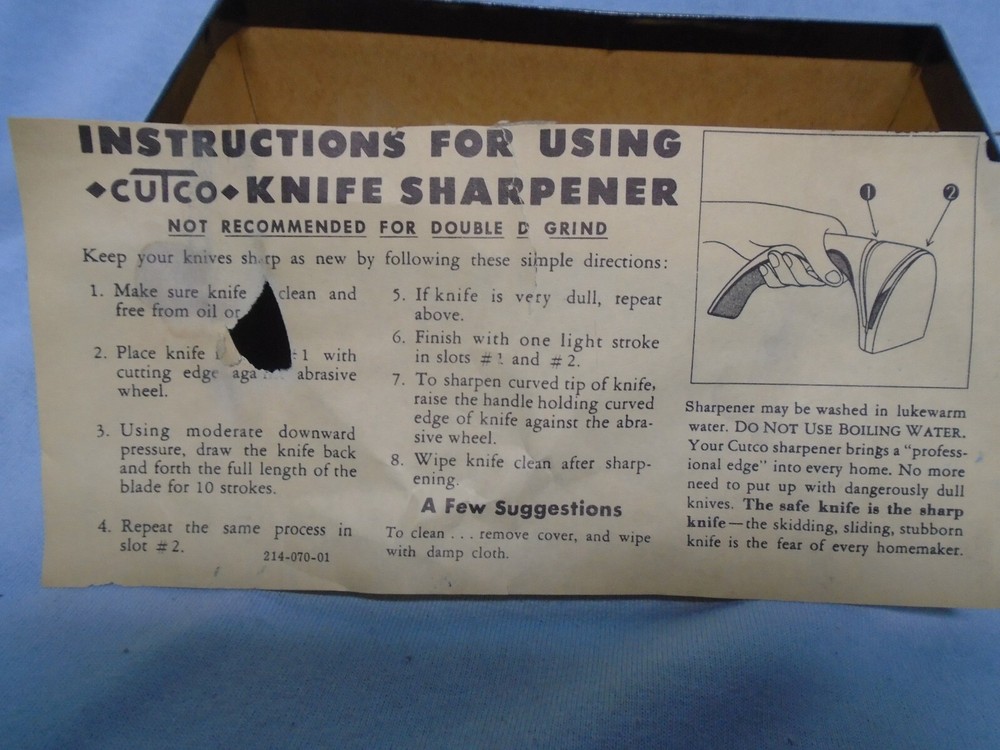 INSTRUCTIONS FOR USING
CUTCO KNIFE SHARPENER
NOT RECOMMENDED FOR DOUBLE D GRIND
Keep your knives sharp as new by following these simple directions:
1. Make sure knife clean and
free from oil or
2. Place knife #1 with
cutting edge against abrasive
wheel.
3. Using moderate downward
pressure, draw the knife back
and forth the full length of the
blade for 10 strokes.
4. Repeat the same process in
slot #2.
214-070-01
5. If knife is very dull, repeat
above.
6. Finish with one light stroke
in slots #1 and #2.
7. To sharpen curved tip of knife,
raise the handle holding curved
edge of knife against the abra-
sive wheel.
8. Wipe knife clean after sharp-
ening.
A Few Suggestions
To clean . . . remove cover, and wipe
with damp cloth.
1 2
Sharpener may be washed in lukewarm
water. DO NOT USE BOILING WATER.
Your Cutco sharpener brings a "profess-
ional edge" into every home. No more
need to put up with dangerously dull
knives. The safe knife is the sharp
knife—the skidding, sliding, stubborn
knife is the fear of every homemaker.